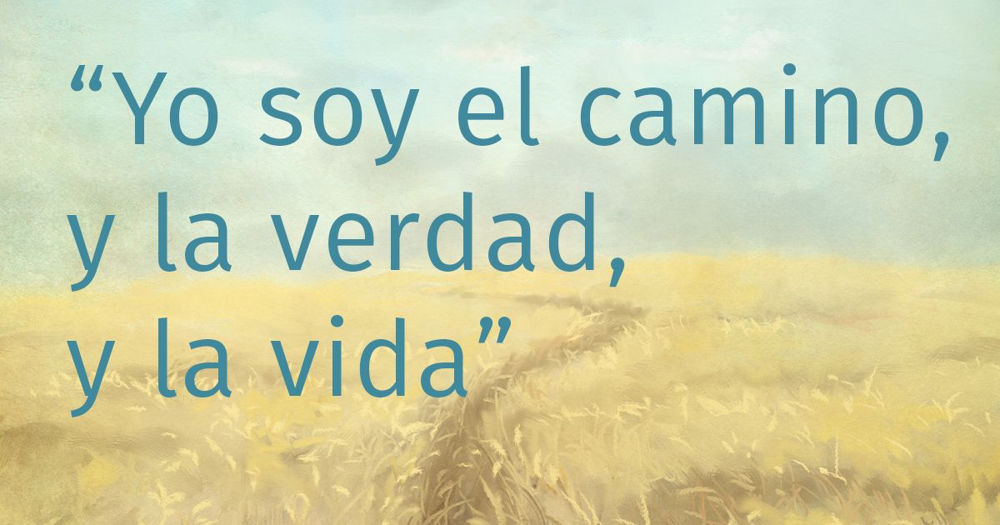 “Yo soy el camino,
y la verdad,
y la vida”